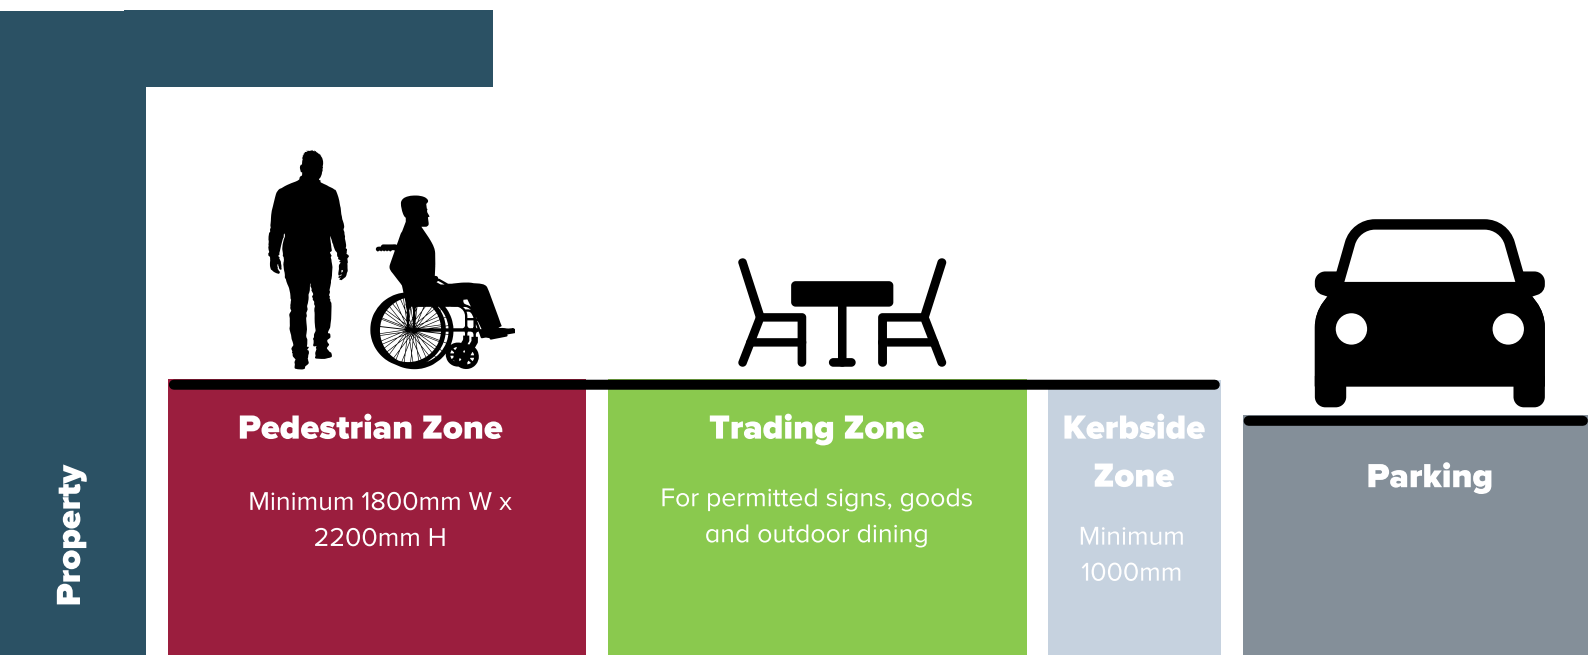 Property
Pedestrian Zone
Minimum 1800mm W x
2200mm H
Trading Zone
For permitted signs, goods
and outdoor dining
Kerbside
Zone
Minimum
1000mm
Parking